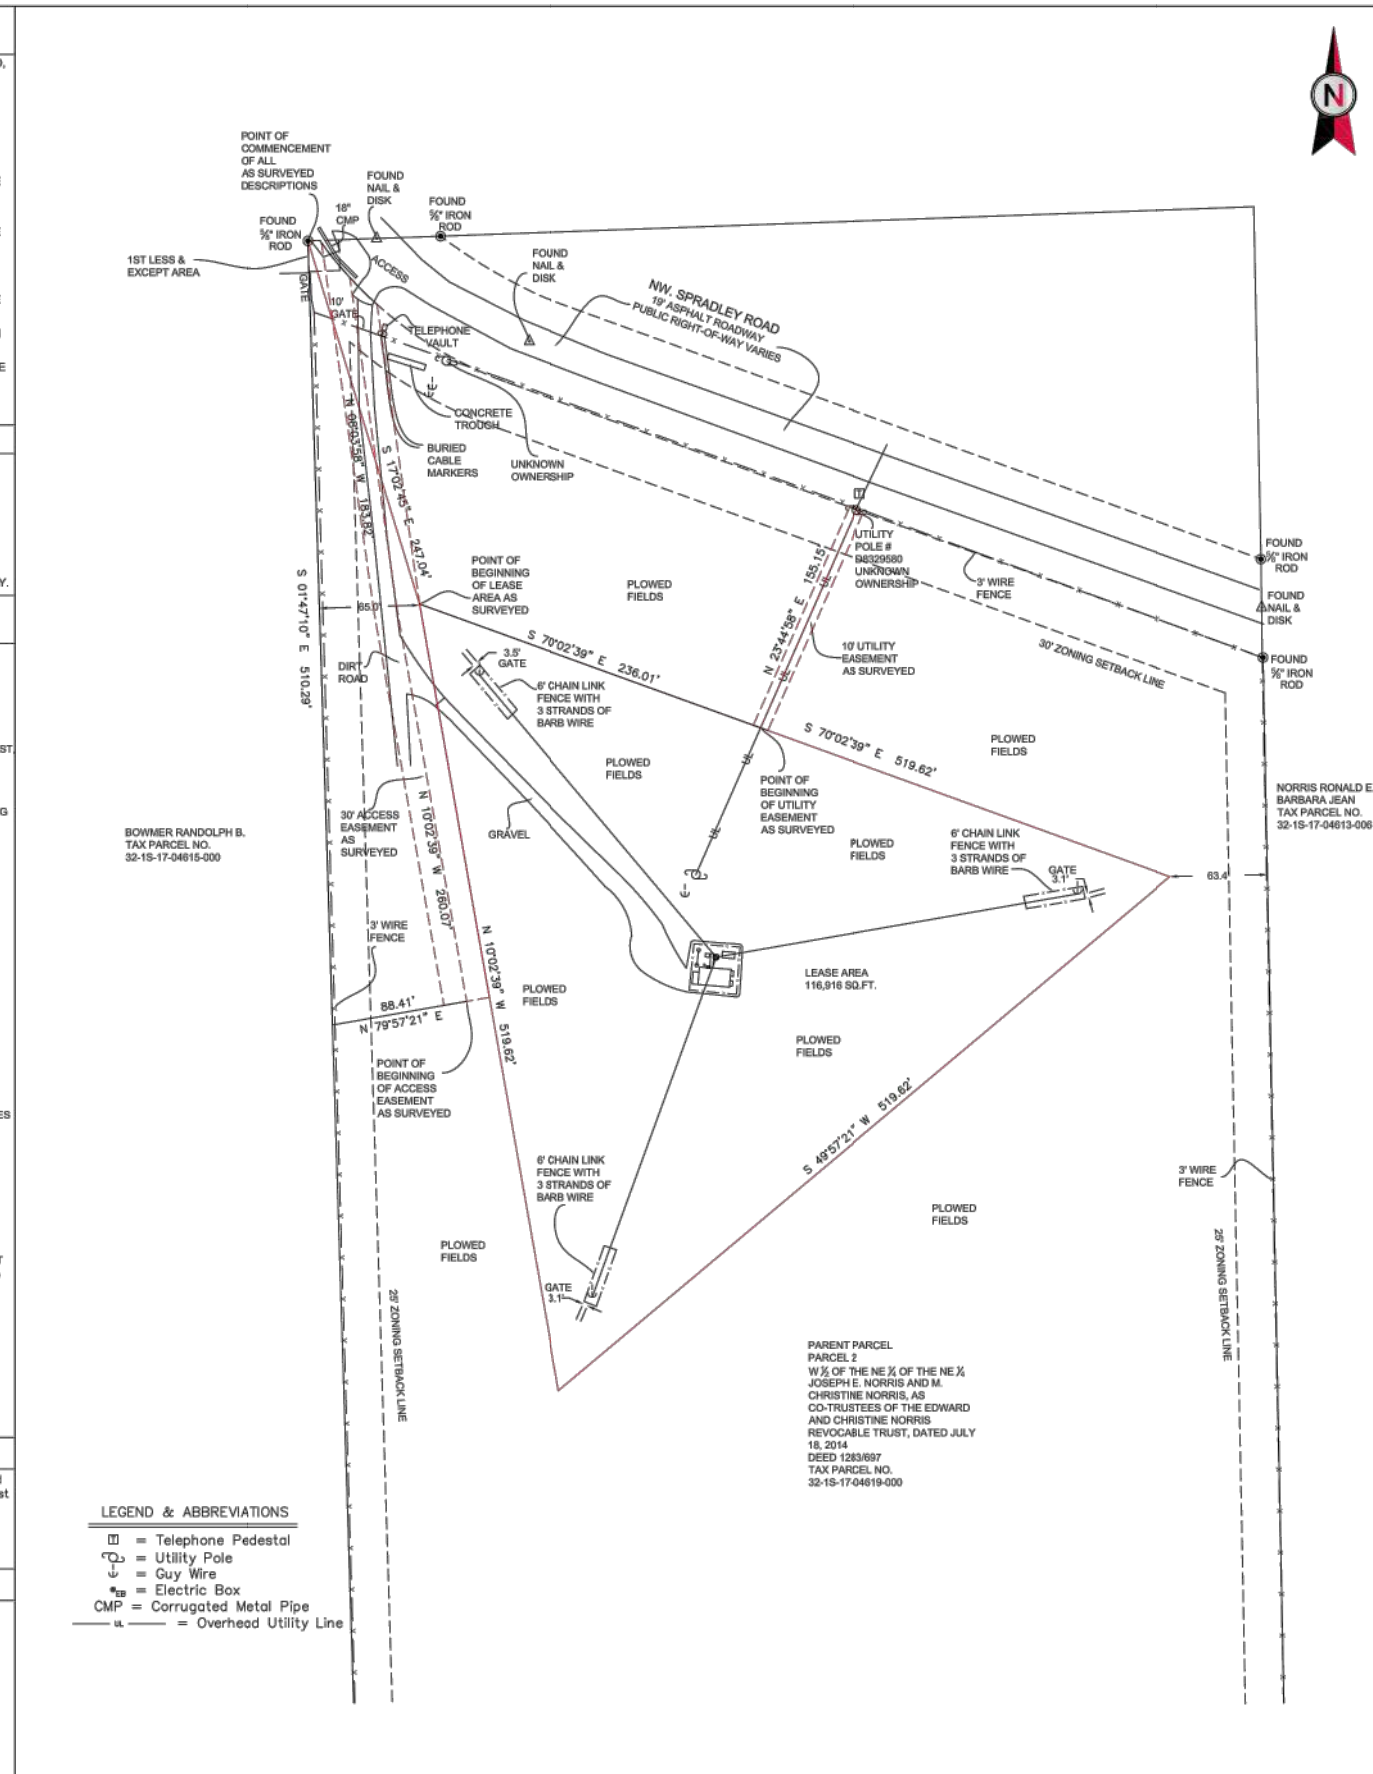 N
POINT OF
COMMENCEMENT
OF ALL
AS SURVEYED
DESCRIPTIONS
FOUND
NAIL &
DISK
FOUND
⅝" IRON
ROD
18"
CMP
FOUND
⅝" IRON
ROD
1ST LESS &
EXCEPT AREA
GATE
ACCESS
10'
GATE
TELEPHONE
VAULT
FOUND
NAIL &
DISK
NW. SPRADLEY ROAD
19' ASPHALT ROADWAY
PUBLIC RIGHT-OF-WAY VARIES
CONCRETE
TROUGH
BURIED
CABLE
MARKERS
UNKNOWN
OWNERSHIP
N 08°03'58" W 183.82'
S 17°02'45" E 247.04'
S 01°47'10" E 510.29'
65.0'
POINT OF
BEGINNING
OF LEASE
AREA AS
SURVEYED
PLOWED
FIELDS
N 23°44'58" E 155.15'
UL
UL
UTILITY
POLE #
D8329580
UNKNOWN
OWNERSHIP
3' WIRE
FENCE
FOUND
⅝" IRON
ROD
FOUND
NAIL &
DISK
FOUND
⅝" IRON
ROD
10' UTILITY
EASEMENT
AS SURVEYED
30' ZONING SETBACK LINE
S 70°02'39" E 236.01'
3.5'
GATE
DIRT
ROAD
6' CHAIN LINK
FENCE WITH
3 STRANDS OF
BARB WIRE
PLOWED
FIELDS
UL
UL
S 70°02'39" E 519.62'
PLOWED
FIELDS
POINT OF
BEGINNING
OF UTILITY
EASEMENT
AS SURVEYED
NORRIS RONALD E.
BARBARA JEAN
TAX PARCEL NO.
32-1S-17-04613-006
BOWMER RANDOLPH B.
TAX PARCEL NO.
32-1S-17-04615-000
30' ACCESS
EASEMENT
AS
SURVEYED
N 10°02'39" W 260.07'
GRAVEL
PLOWED
FIELDS
6' CHAIN LINK
FENCE WITH
3 STRANDS OF
BARB WIRE
GATE
3.1'
63.4
3' WIRE
FENCE
N 10°02'39" W 519.62'
PLOWED
FIELDS
LEASE AREA
116,916 SQ.FT.
88.41'
N 79°57'21" E
PLOWED
FIELDS
POINT OF
BEGINNING
OF ACCESS
EASEMENT
AS SURVEYED
S 49°57'21" W 519.62'
6' CHAIN LINK
FENCE WITH
3 STRANDS OF
BARB WIRE
3' WIRE
FENCE
PLOWED
FIELDS
PLOWED
FIELDS
GATE
3.1'
25' ZONING SETBACK LINE
25' ZONING SETBACK LINE
PARENT PARCEL
PARCEL 2
W ½ OF THE NE ¼ OF THE NE ¼
JOSEPH E. NORRIS AND M.
CHRISTINE NORRIS, AS
CO-TRUSTEES OF THE EDWARD
AND CHRISTINE NORRIS
REVOCABLE TRUST, DATED JULY
18, 2014
DEED 1283/697
TAX PARCEL NO.
32-1S-17-04619-000
LEGEND & ABBREVIATIONS
T = Telephone Pedestal
= Utility Pole
= Guy Wire
EB = Electric Box
CMP = Corrugated Metal Pipe
UL = Overhead Utility Line